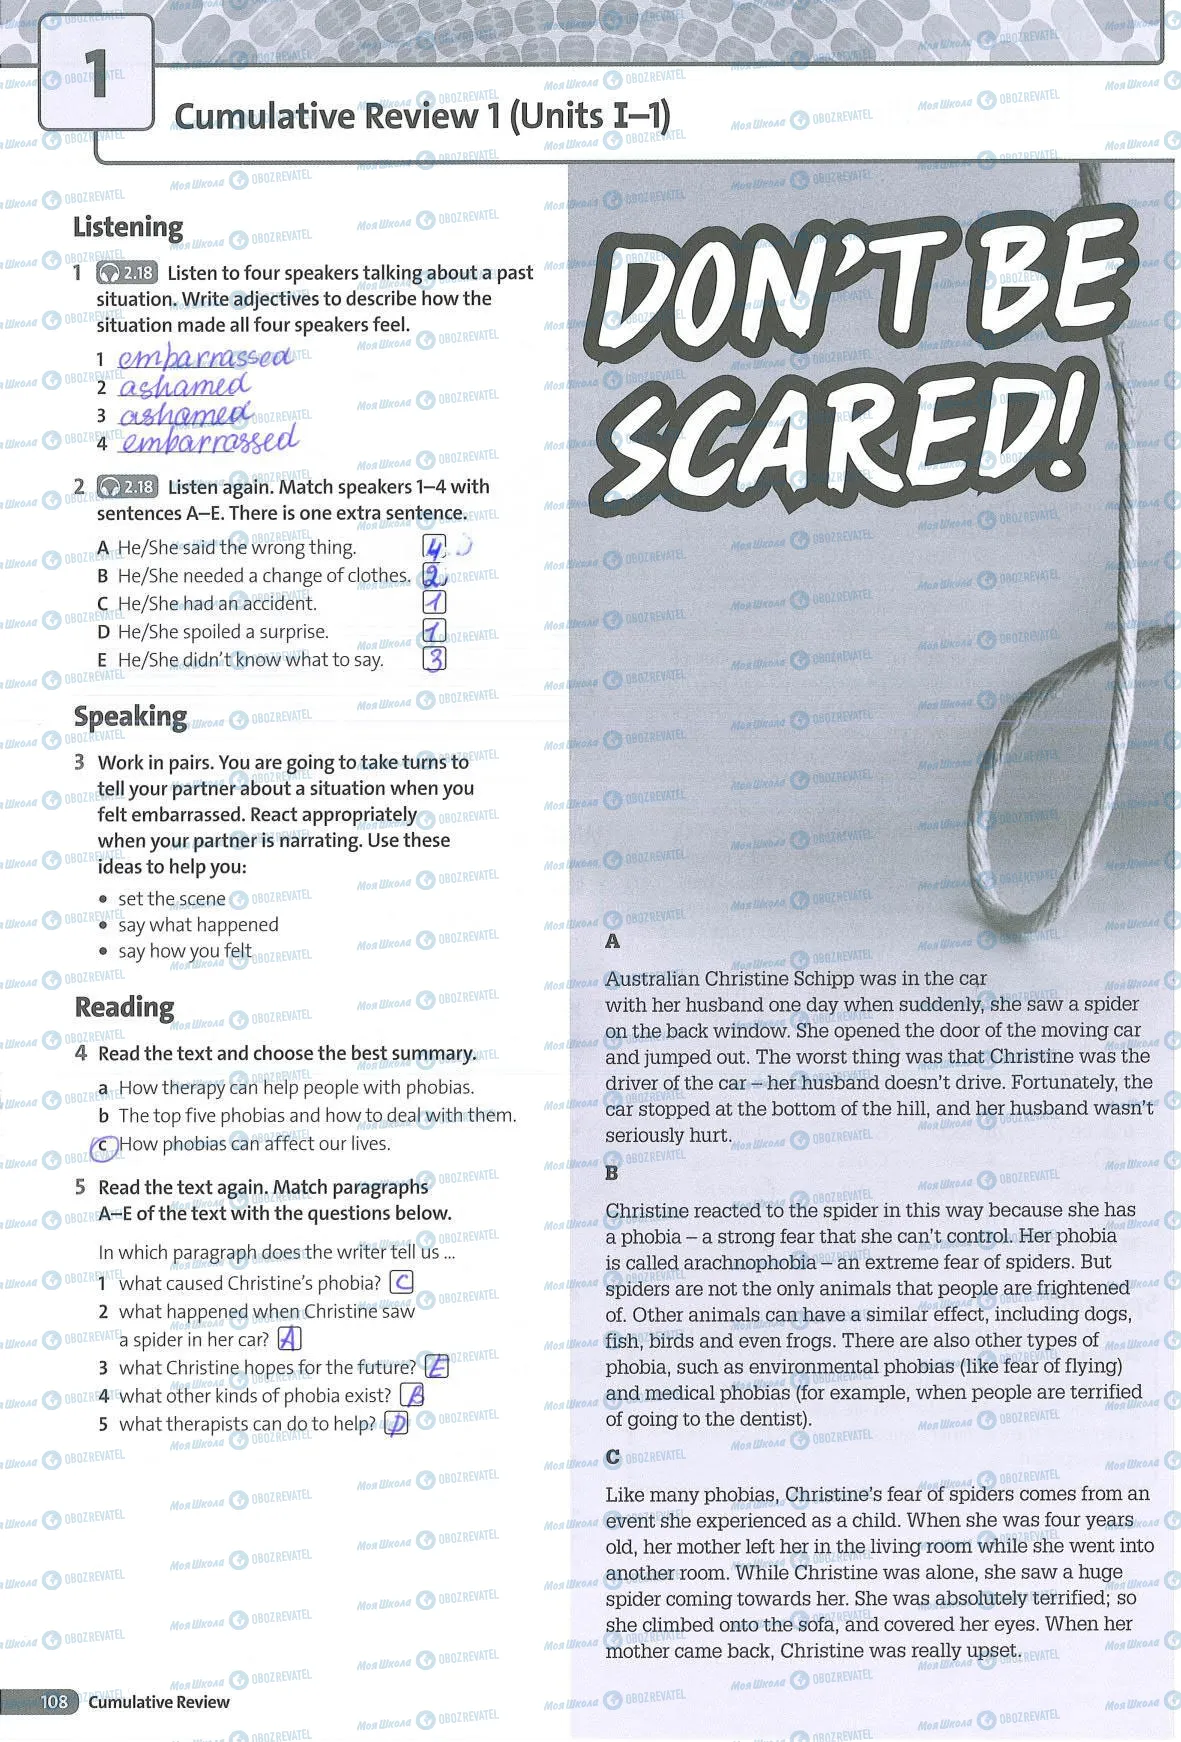 1
Cumulative Review 1 (Units I–1)
Listening
1 2.18 Listen to four speakers talking about a past
situation. Write adjectives to describe how the
situation made all four speakers feel.
1 embarrassed
2 ashamed
3 ashamed
4 embarrassed
2 2.18 Listen again. Match speakers 1–4 with
sentences A–E. There is one extra sentence.
A He/She said the wrong thing. 4
B He/She needed a change of clothes. 2
C He/She had an accident. 1
D He/She spoiled a surprise. 1
E He/She didn't know what to say. 3
Speaking
3 Work in pairs. You are going to take turns to
tell your partner about a situation when you
felt embarrassed. React appropriately
when your partner is narrating. Use these
ideas to help you:
• set the scene
• say what happened
• say how you felt
Reading
4 Read the text and choose the best summary.
a How therapy can help people with phobias.
b The top five phobias and how to deal with them.
c How phobias can affect our lives.
5 Read the text again. Match paragraphs
A–E of the text with the questions below.
In which paragraph does the writer tell us ...
1 what caused Christine's phobia? C
2 what happened when Christine saw
a spider in her car? A
3 what Christine hopes for the future? E
4 what other kinds of phobia exist? B
5 what therapists can do to help? D
DON'T BE
SCARED!
A
Australian Christine Schipp was in the car
with her husband one day when suddenly, she saw a spider
on the back window. She opened the door of the moving car
and jumped out. The worst thing was that Christine was the
driver of the car – her husband doesn't drive. Fortunately, the
car stopped at the bottom of the hill, and her husband wasn't
seriously hurt.
B
Christine reacted to the spider in this way because she has
a phobia – a strong fear that she can't control. Her phobia
is called arachnophobia – an extreme fear of spiders. But
spiders are not the only animals that people are frightened
of. Other animals can have a similar effect, including dogs,
fish, birds and even frogs. There are also other types of
phobia, such as environmental phobias (like fear of flying)
and medical phobias (for example, when people are terrified
of going to the dentist).
C
Like many phobias, Christine's fear of spiders comes from an
event she experienced as a child. When she was four years
old, her mother left her in the living room while she went into
another room. While Christine was alone, she saw a huge
spider coming towards her. She was absolutely terrified; so
she climbed onto the sofa, and covered her eyes. When her
mother came back, Christine was really upset.
108 Cumulative Review
Моя Школа OBOZREVATEL